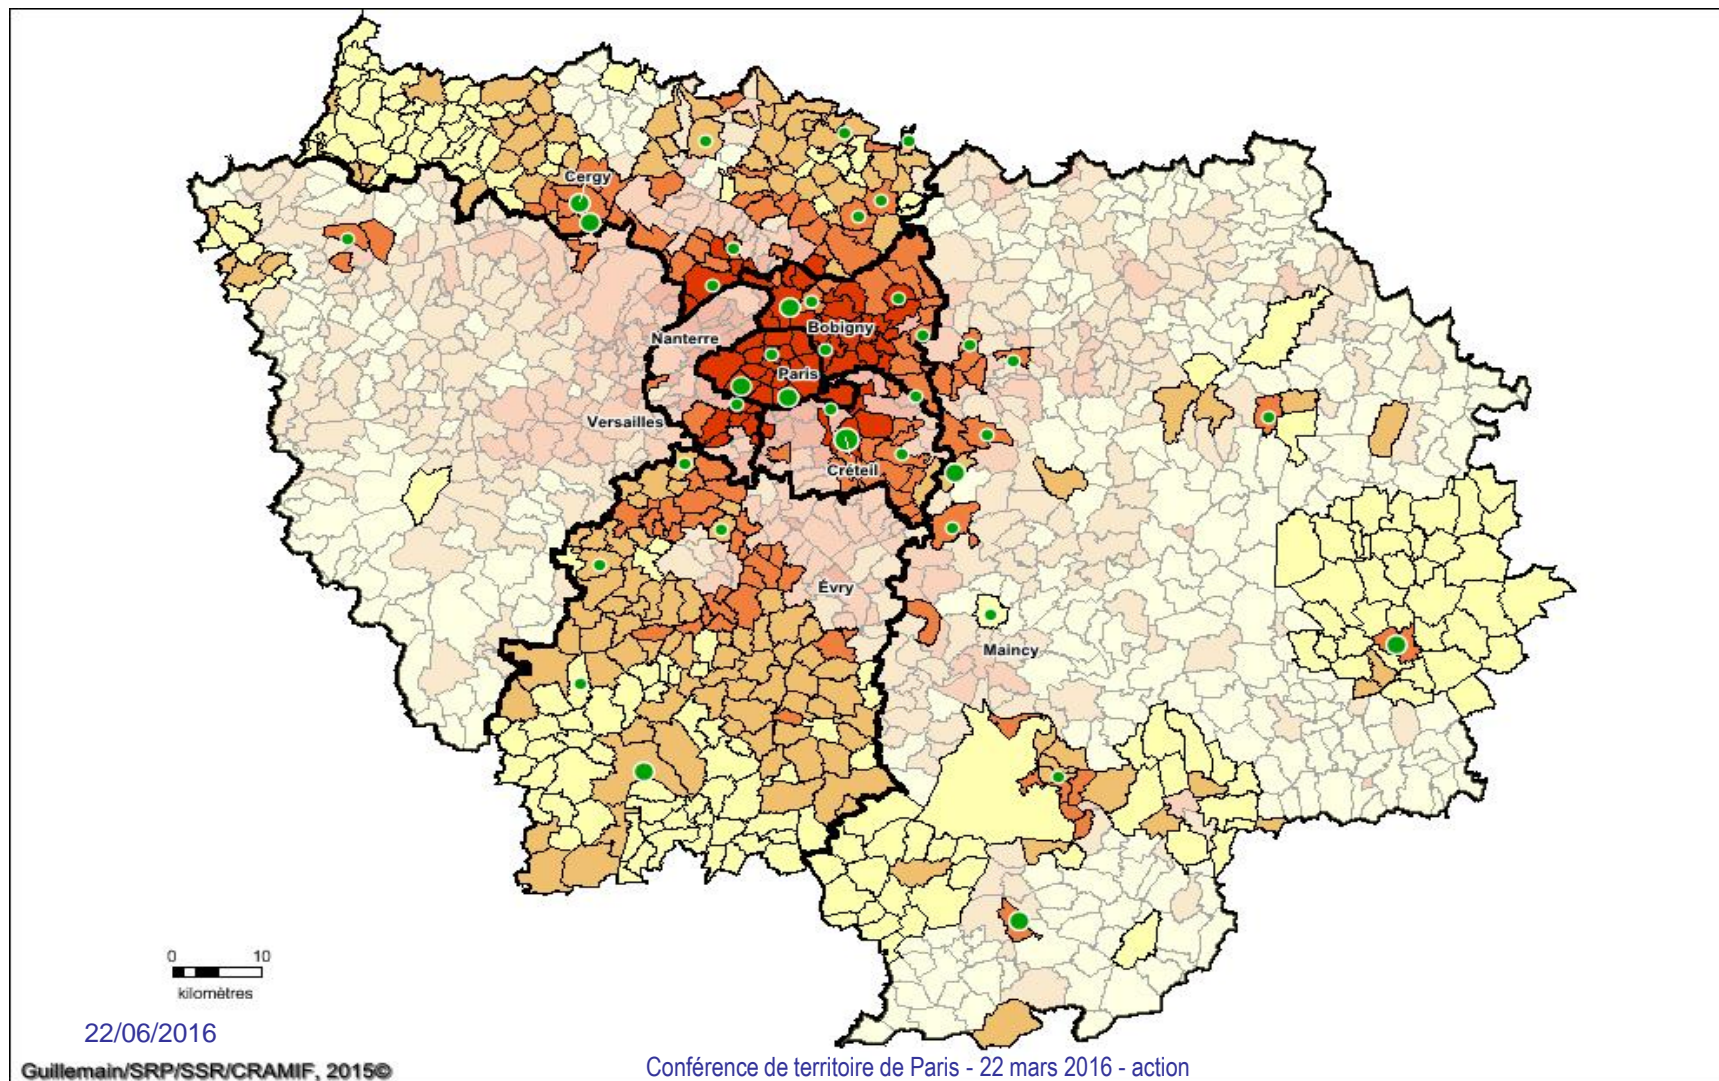 Cergy
Nanterre
Bobigny
Paris
Versailles
Créteil
Évry
Maincy
0 10
kilomètres
22/06/2016
Guillemain/SRP/SSR/CRAMIF, 2015©
Conférence de territoire de Paris - 22 mars 2016 - action